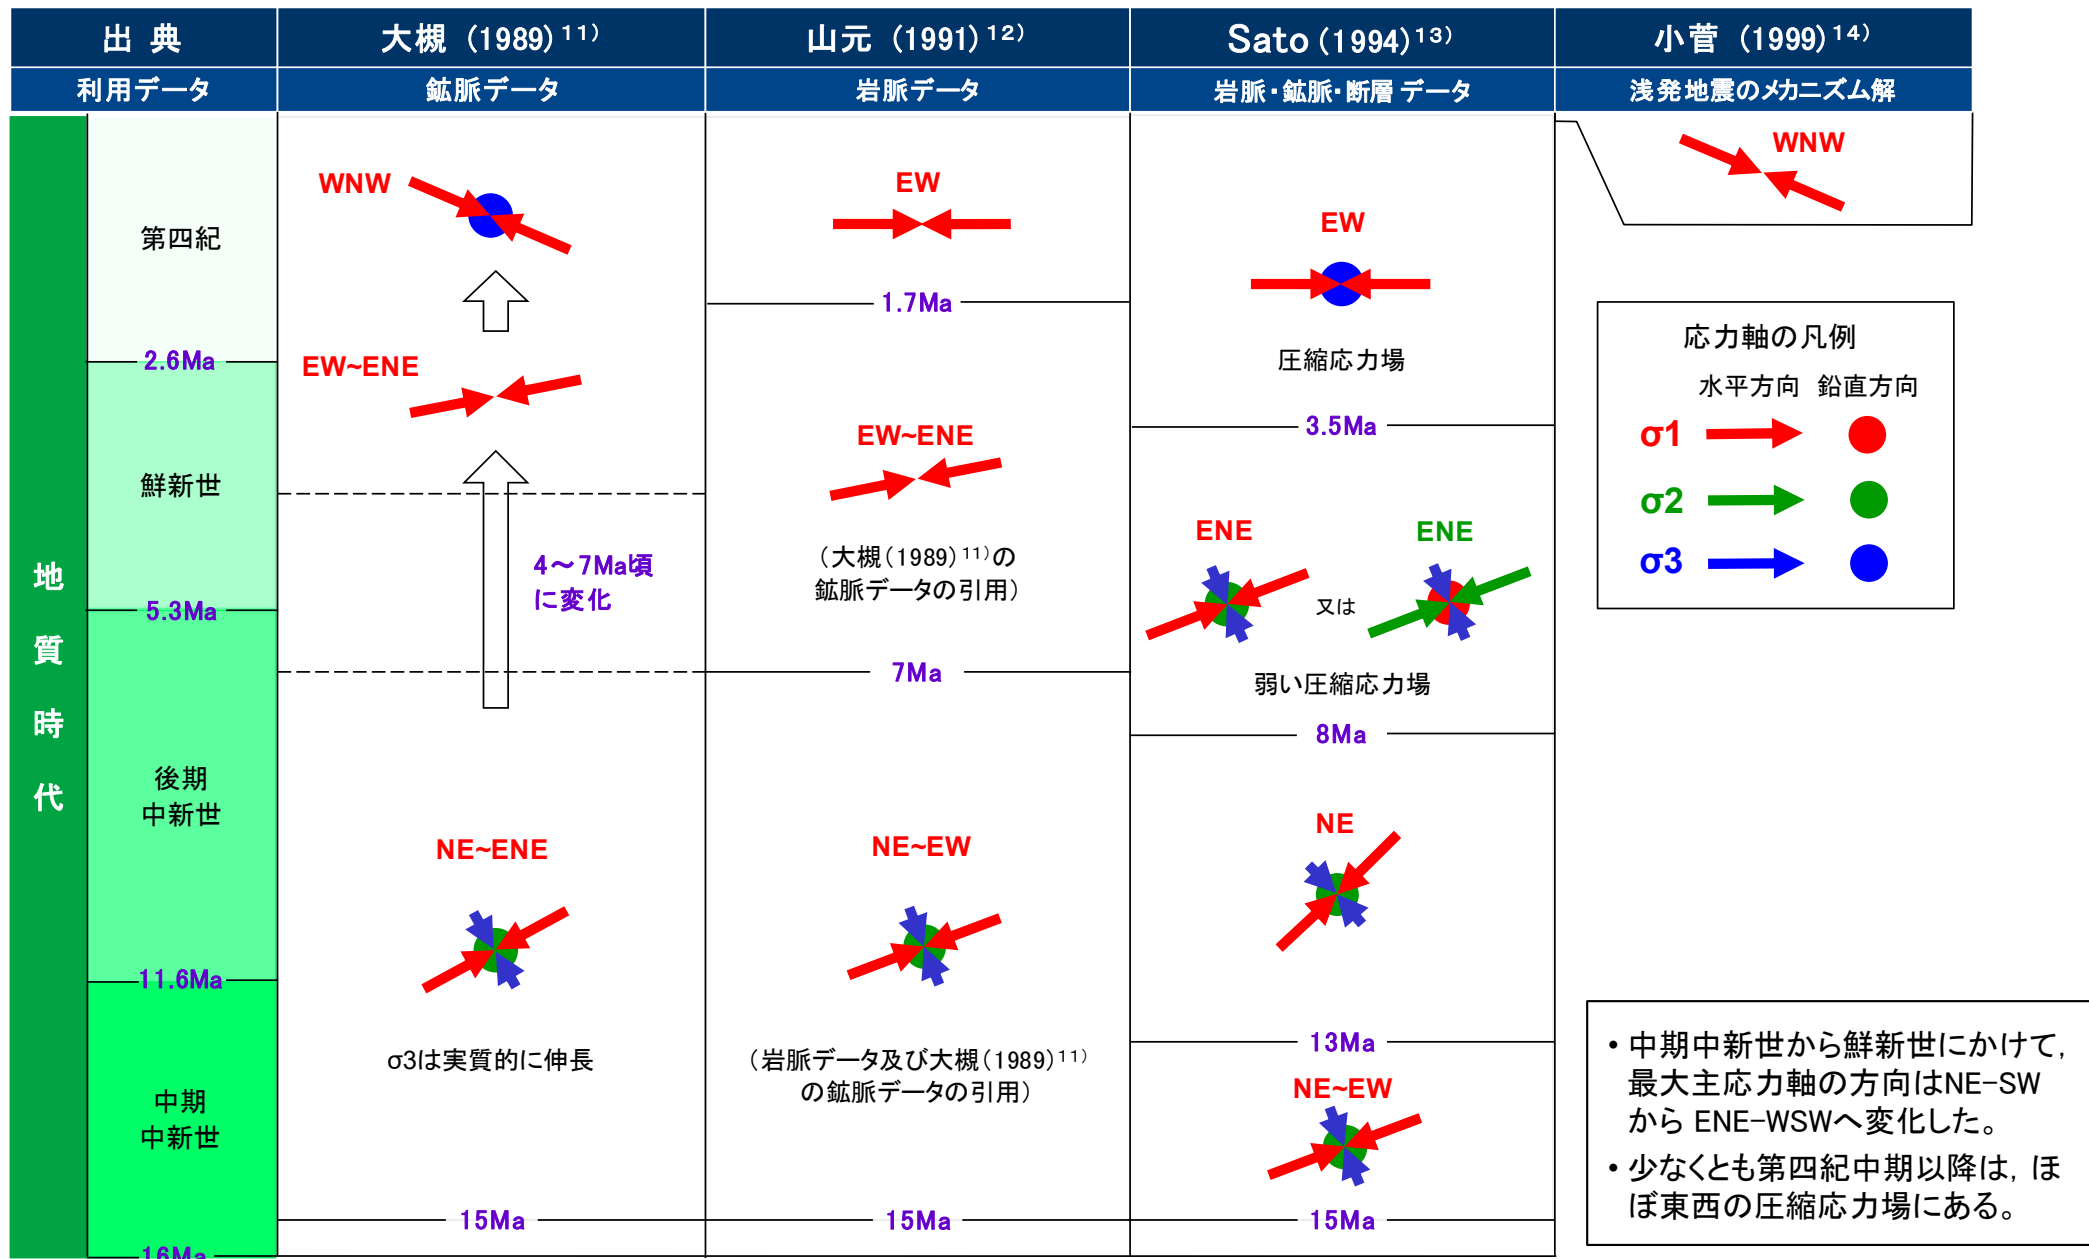 出 典
大槻 (1989)11)
山元 (1991)12)
Sato (1994)13)
小菅 (1999)14)
利用データ
鉱脈データ
岩脈データ
岩脈・鉱脈・断層 データ
浅発地震のメカニズム解
地質時代
第四紀
2.6Ma
鮮新世
5.3Ma
後期
中新世
11.6Ma
中期
中新世
16Ma
WNW
EW~ENE
4～7Ma頃
に変化
NE~ENE
σ3は実質的に伸長
15Ma
EW
1.7Ma
EW~ENE
(大槻(1989)11)の
鉱脈データの引用)
7Ma
NE~EW
(岩脈データ及び大槻(1989)11)
の鉱脈データの引用)
15Ma
EW
圧縮応力場
3.5Ma
ENE
ENE
又は
弱い圧縮応力場
8Ma
NE
13Ma
NE~EW
15Ma
WNW
応力軸の凡例
水平方向 鉛直方向
σ1
σ2
σ3
・中期中新世から鮮新世にかけて,
最大主応力軸の方向はNE-SW
から ENE-WSWへ変化した。
・少なくとも第四紀中期以降は, ほ
ぼ東西の圧縮応力場にある。